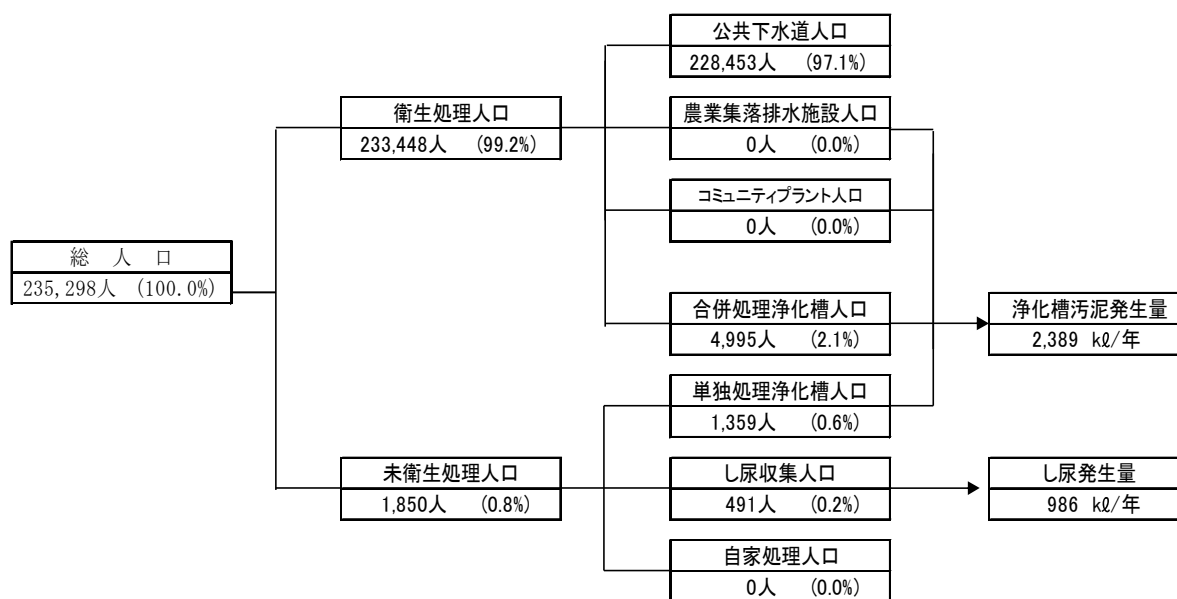 公共下水道人口
228,453人 (97.1%)
衛生処理人口
233,448人 (99.2%)
農業集落排水施設人口
0人 (0.0%)
コミュニティプラント人口
0人 (0.0%)
総 人 口
235,298人 (100.0%)
合併処理浄化槽人口
4,995人 (2.1%)
浄化槽汚泥発生量
2,389 kℓ/年
単独処理浄化槽人口
1,359人 (0.6%)
未衛生処理人口
1,850人 (0.8%)
し尿収集人口
491人 (0.2%)
し尿発生量
986 kℓ/年
自家処理人口
0人 (0.0%)